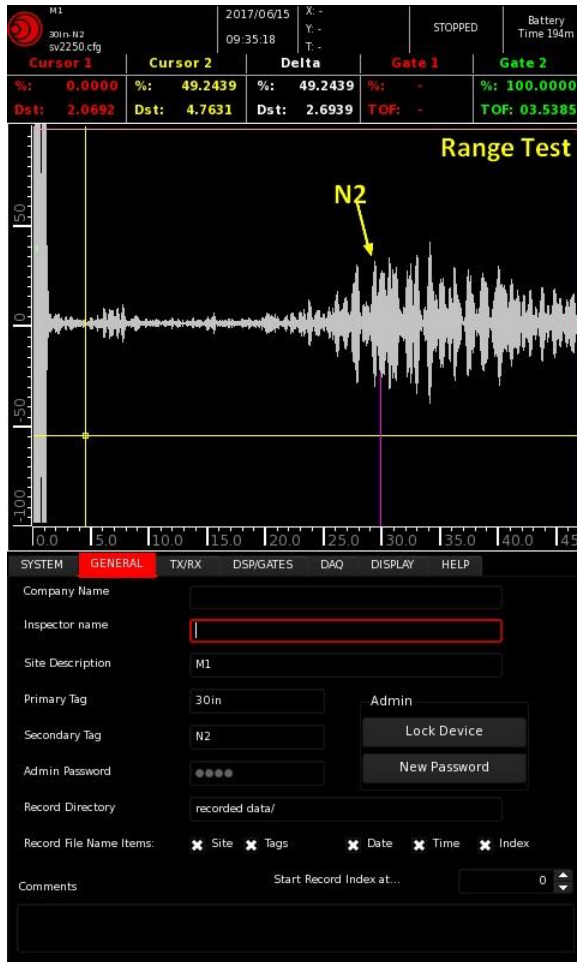 M1
30In-N2
sv2250.cfg
2017/06/15
09:35:18
X: -
Y: -
T: -
STOPPED
Battery
Time 194m
Cursor 1 Cursor 2 Delta Gate 1 Gate 2
%: 0.0000 %: 49.2439 %: 49.2439 %: - %: 100.0000
Dst: 2.0692 Dst: 4.7631 Dst: 2.6939 TOF: - TOF: 03.5385
Range Test
N2
50
0
-50
-100
0.0 5.0 10.0 15.0 20.0 25.0 30.0 35.0 40.0 45
SYSTEM GENERAL TX/RX DSP/GATES DAQ DISPLAY HELP
Company Name
Inspector name
Site Description M1
Primary Tag 30in Admin
Secondary Tag N2 Lock Device
Admin Password New Password
Record Directory recorded data/
Record File Name Items: Site Tags Date Time Index
Comments Start Record Index at... 0